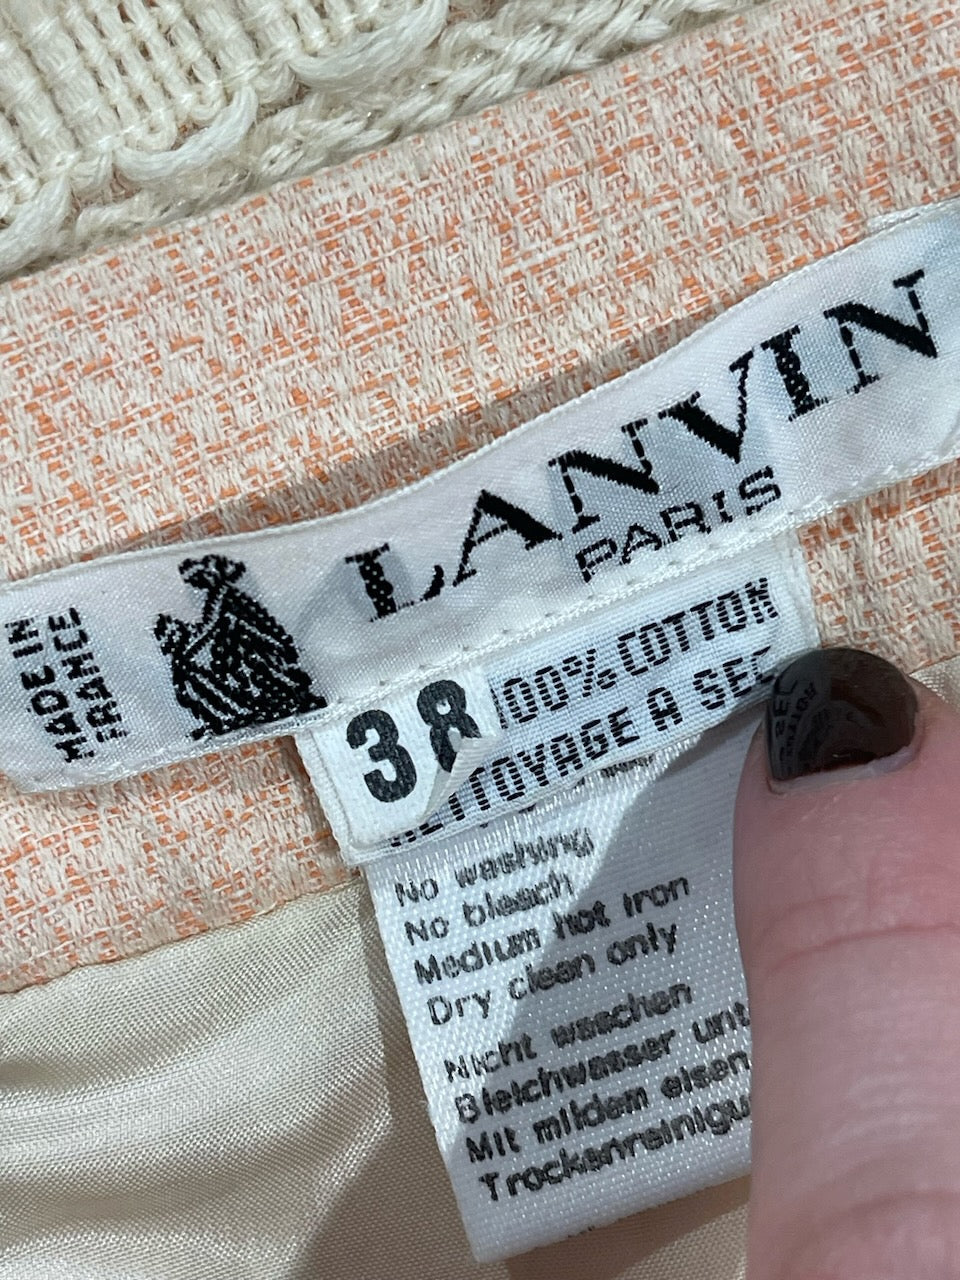 MADE IN
FRANCE
LANVIN
PARIS
38
100% COTTON
NETTOYAGE A SEC
No washing
No bleach
Medium hot iron
Dry clean only
Nicht waschen
Bleichwasser unt
Mit mildem eisen
Trockenreinigu